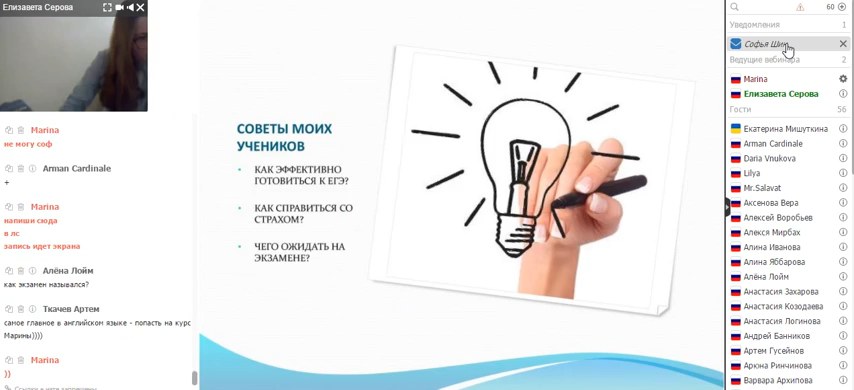 Елизавета Серова
Marina
не могу соф
Arman Cardinale
+
Marina
напиши сюда
в лс
запись идет экрана
Алёна Лойм
как экзамен назывался?
Ткачев Артем
самое главное в английском языке - попасть на курс
Марины))))
Marina
))
СОВЕТЫ МОИХ
УЧЕНИКОВ
• КАК ЭФФЕКТИВНО
ГОТОВИТЬСЯ К ЕГЭ?
• КАК СПРАВИТЬСЯ СО
СТРАХОМ?
• ЧЕГО ОЖИДАТЬ НА
ЭКЗАМЕНЕ?
60
Уведомления 1
Софья
Ведущие вебинара 2
Marina
Елизавета Серова
Гости 56
Екатерина Мишуткина
Arman Cardinale
Daria Vnukova
Lilya
Mr.Salavat
Аксенова Вера
Алексей Воробьев
Алекся Мирбах
Алина Иванова
Алина Яббарова
Алёна Лойм
Анастасия Захарова
Анастасия Козодаева
Анастасия Логинова
Андрей Банников
Артем Гусейнов
Арюна Ринчинова
Варвара Архипова